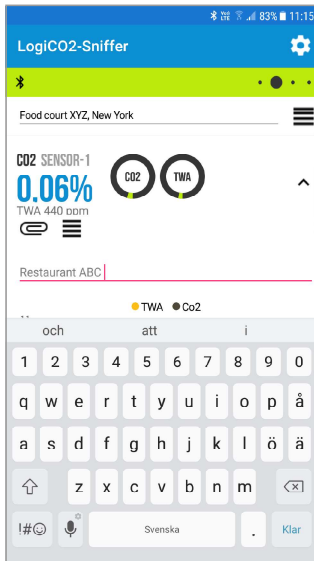 83% 11:15
LogiCO2-Sniffer
Food court XYZ, New York
CO2 SENSOR-1
0.06%
CO2
TWA
TWA 440 ppm
Restaurant ABC
TWA Co2
och att i
1 2 3 4 5 6 7 8 9 0
q w e r t y u i o p å
a s d f g h j k l ö ä
z x c v b n m
!#☺ Svenska . Klar